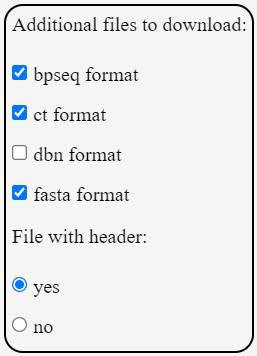 Additional files to download:
bpseq format
ct format
dbn format
fasta format
File with header:
yes
no